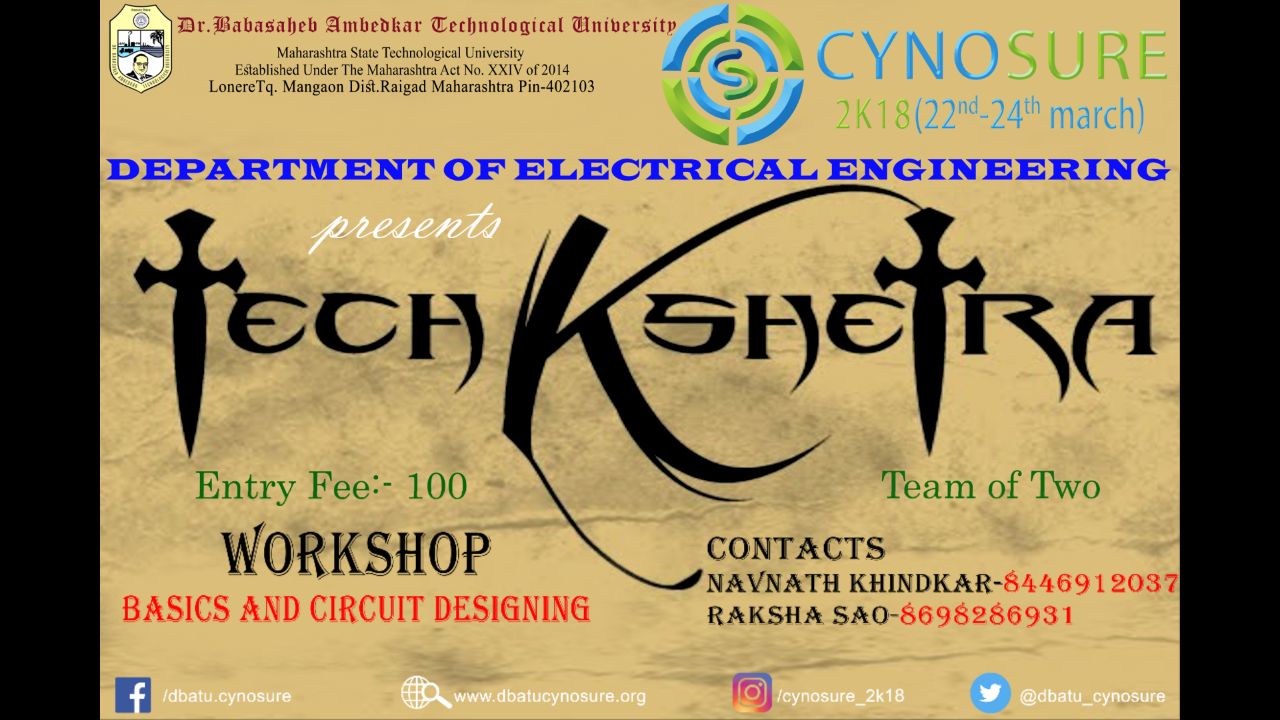 Dr.Babasaheb Ambedkar Technological University
Maharashtra State Technological University
Established Under The Maharashtra Act No. XXIV of 2014
LonereTq. Mangaon Dist.Raigad Maharashtra Pin-402103
CYNOSURE
2K18(22nd-24th march)
DEPARTMENT OF ELECTRICAL ENGINEERING
presents
TECH KSHETRA
Entry Fee:- 100
Team of Two
WORKSHOP
BASICS AND CIRCUIT DESIGNING
CONTACTS
NAVNATH KHINDKAR-8446912037
RAKSHA SAO-8698286931
/dbatu.cynosure
www.dbatucynosure.org
/cynosure_2k18
@dbatu_cynosure